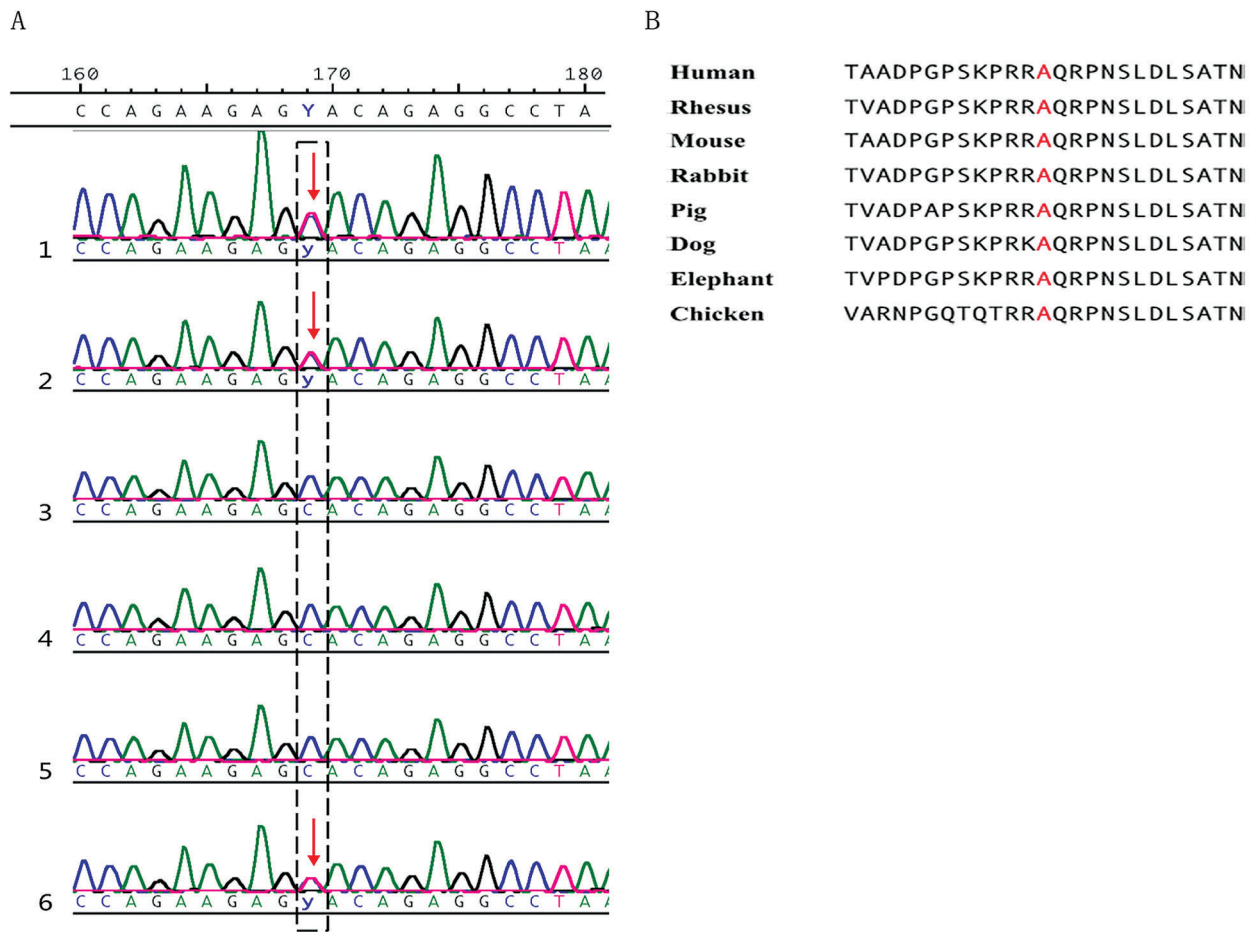 A
160 170 180
C C A G A A G A G Y A C A G A G G C C T A
1 C C A G A A G A G y A C A G A G G C C T A A
2 C C A G A A G A G y A C A G A G G C C T A A
3 C C A G A A G A G C A C A G A G G C C T A A
4 C C A G A A G A G C A C A G A G G C C T A A
5 C C A G A A G A G C A C A G A G G C C T A A
6 C C A G A A G A G y A C A G A G G C C T A A
B
Human TAADPGPSKPRRAQRPNSLDLSATN
Rhesus TVADPGPSKPRRAQRPNSLDLSATN
Mouse TAADPGPSKPRRAQRPNSLDLSATN
Rabbit TVADPGPSKPRRAQRPNSLDLSATN
Pig TVADPAPSKPRRAQRPNSLDLSATN
Dog TVADPGPSKPRKAQRPNSLDLSATN
Elephant TVPDPGPSKPRRAQRPNSLDLSATN
Chicken VARNPGQTQTRRAQRPNSLDLSATN